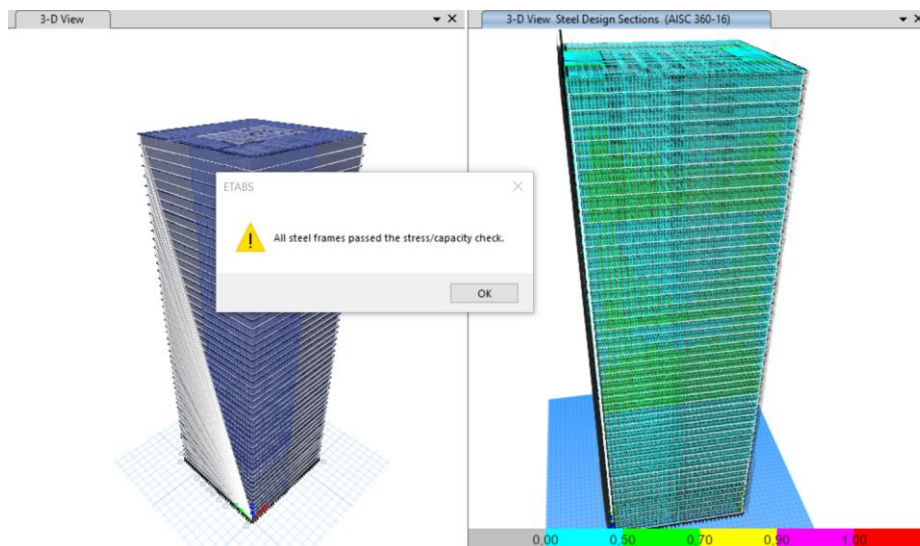 3-D View
3-D View Steel Design Sections (AISC 360-16)
ETABS
All steel frames passed the stress/capacity check.
OK
0.00 0.50 0.70 0.90 1.00